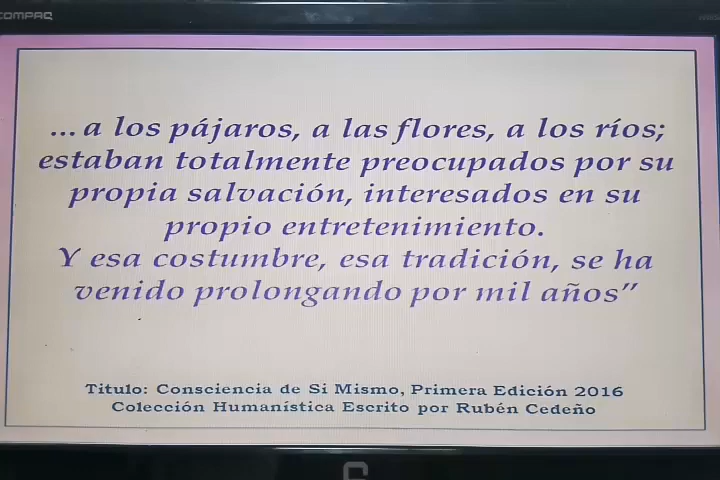 COMPAQ
... a los pájaros, a las flores, a los ríos;
estaban totalmente preocupados por su
propia salvación, interesados en su
propio entretenimiento.
Y esa costumbre, esa tradición, se ha
venido prolongando por mil años”
Titulo: Consciencia de Si Mismo, Primera Edición 2016
Colección Humanística Escrito por Rubén Cedeño